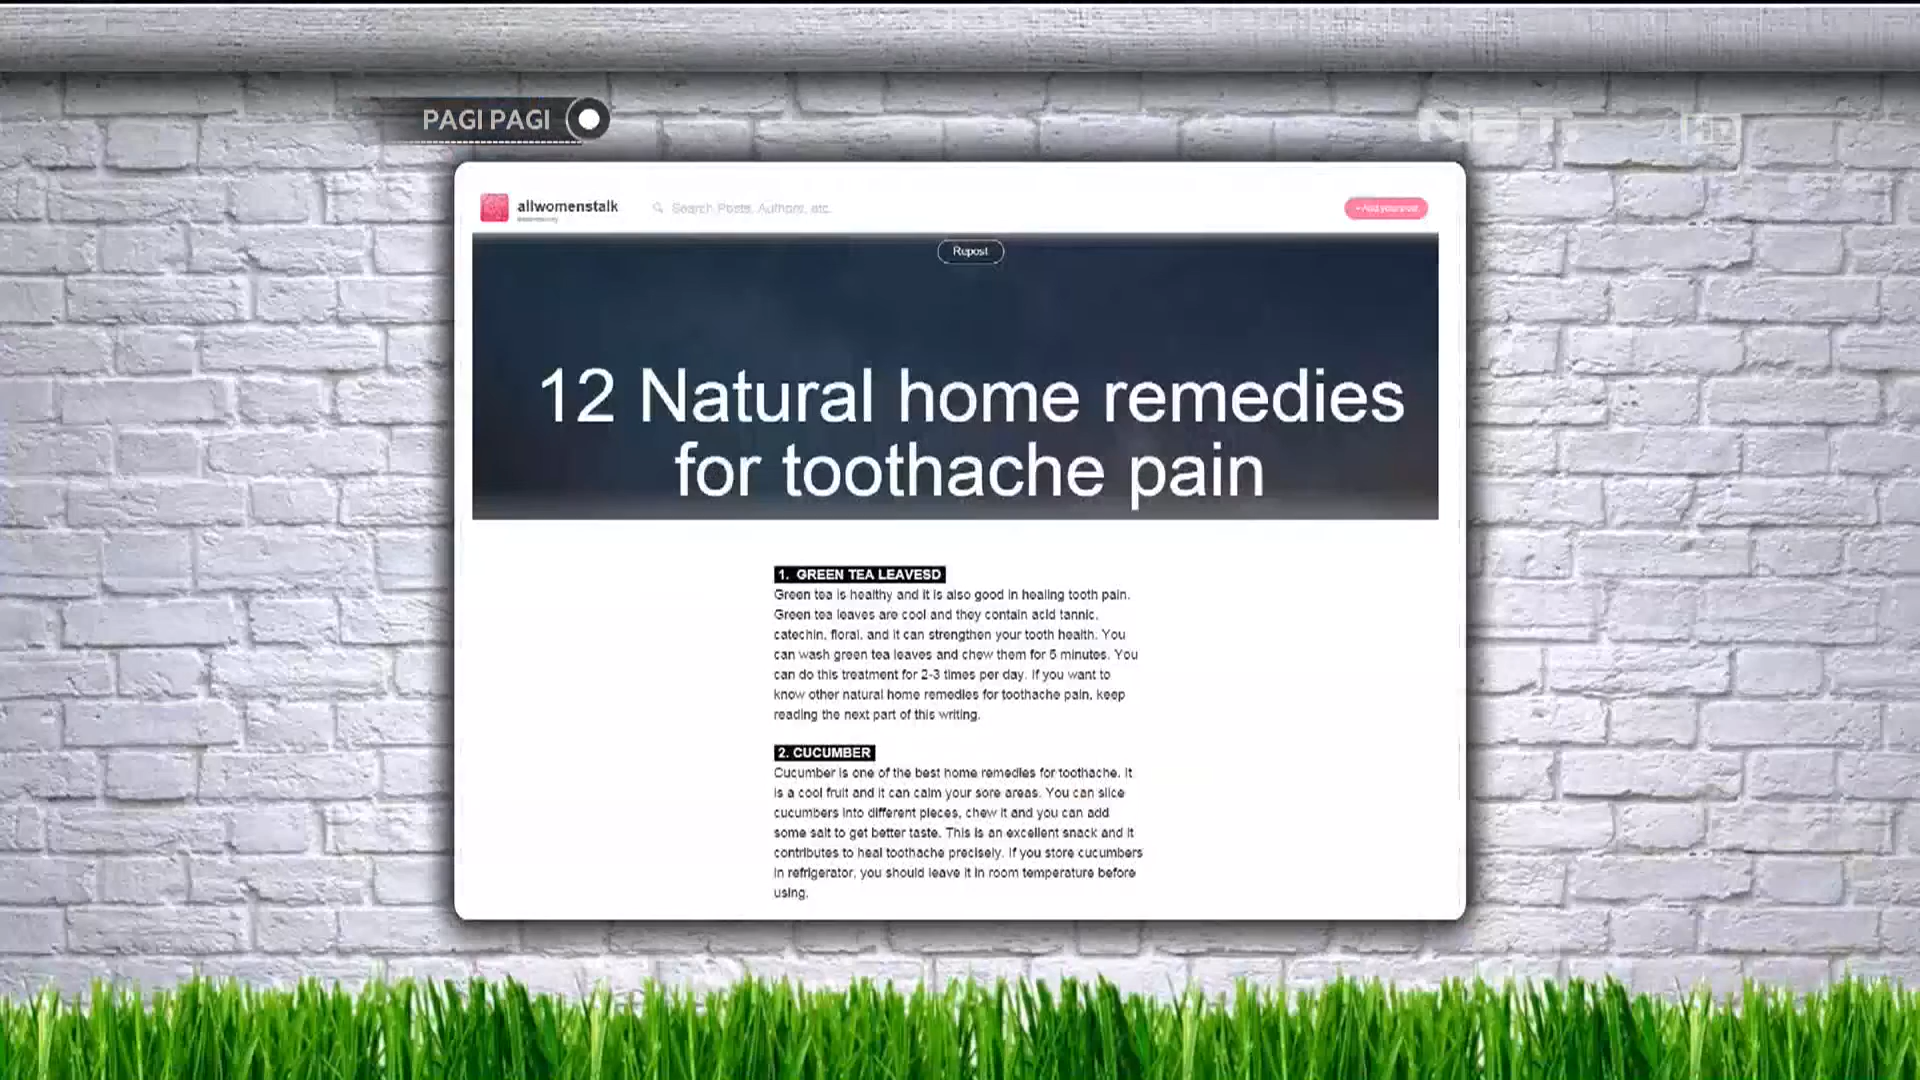 PAGI PAGI
NET.
HD
allwomenstalk
Search Posts, Authors, etc.
+ Add your post
Repost
12 Natural home remedies
for toothache pain
1. GREEN TEA LEAVESD
Green tea is healthy and it is also good in healing tooth pain.
Green tea leaves are cool and they contain acid tannic,
catechin, floral, and it can strengthen your tooth health. You
can wash green tea leaves and chew them for 5 minutes. You
can do this treatment for 2-3 times per day. If you want to
know other natural home remedies for toothache pain, keep
reading the next part of this writing.
2. CUCUMBER
Cucumber is one of the best home remedies for toothache. It
is a cool fruit and it can calm your sore areas. You can slice
cucumbers into different pieces, chew it and you can add
some salt to get better taste. This is an excellent snack and it
contributes to heal toothache precisely. If you store cucumbers
in refrigerator, you should leave it in room temperature before
using.